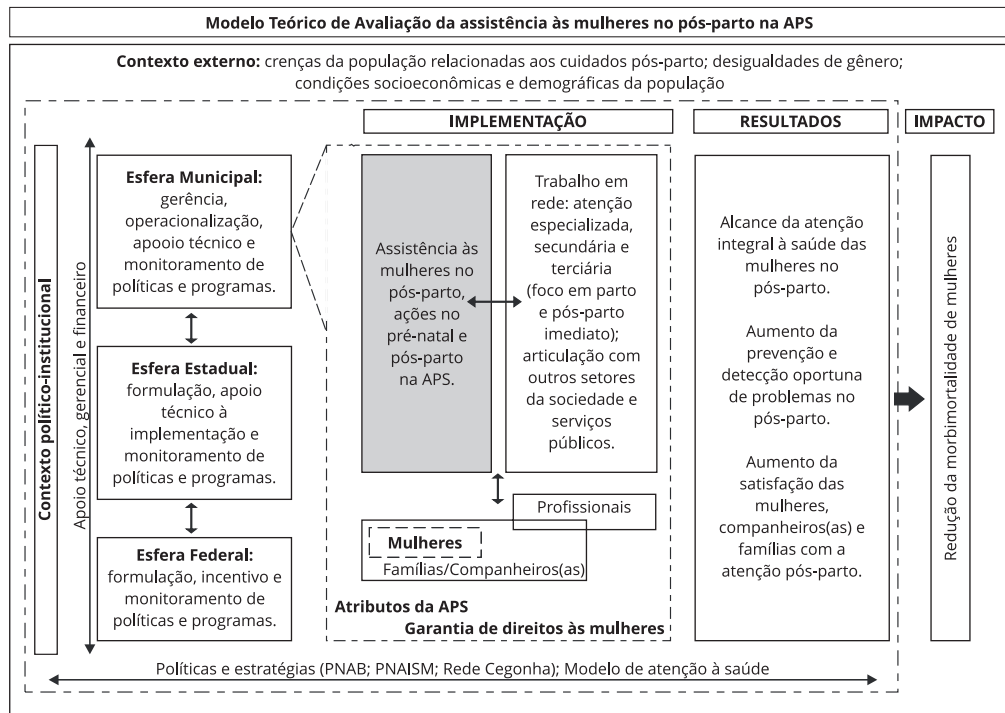 Modelo Teórico de Avaliação da assistência às mulheres no pós-parto na APS
Contexto externo: crenças da população relacionadas aos cuidados pós-parto; desigualdades de gênero;
condições socioeconômicas e demográficas da população
IMPLEMENTAÇÃO
RESULTADOS
IMPACTO
Contexto político-institucional
Apoio técnico, gerencial e financeiro
Esfera Municipal:
gerência,
operacionalização,
apooio técnico e
monitoramento de
políticas e programas.
Esfera Estadual:
formulação, apoio
técnico à
implementação e
monitoramento de
políticas e programas.
Esfera Federal:
formulação, incentivo e
monitoramento de
políticas e programas.
Assistência às
mulheres no
pós-parto,
ações no
pré-natal e
pós-parto
na APS.
Trabalho em
rede: atenção
especializada,
secundária e
terciária
(foco em parto
e pós-parto
imediato);
articulação com
outros setores
da sociedade e
serviços
públicos.
Profissionais
Mulheres
Famílias/Companheiros(as)
Atributos da APS
Garantia de direitos às mulheres
Alcance da atenção
integral à saúde das
mulheres no
pós-parto.
Aumento da
prevenção e
detecção oportuna
de problemas no
pós-parto.
Aumento da
satisfação das
mulheres,
companheiros(as) e
famílias com a
atenção pós-parto.
Redução da morbimortalidade de mulheres
Políticas e estratégias (PNAB; PNAISM; Rede Cegonha); Modelo de atenção à saúde